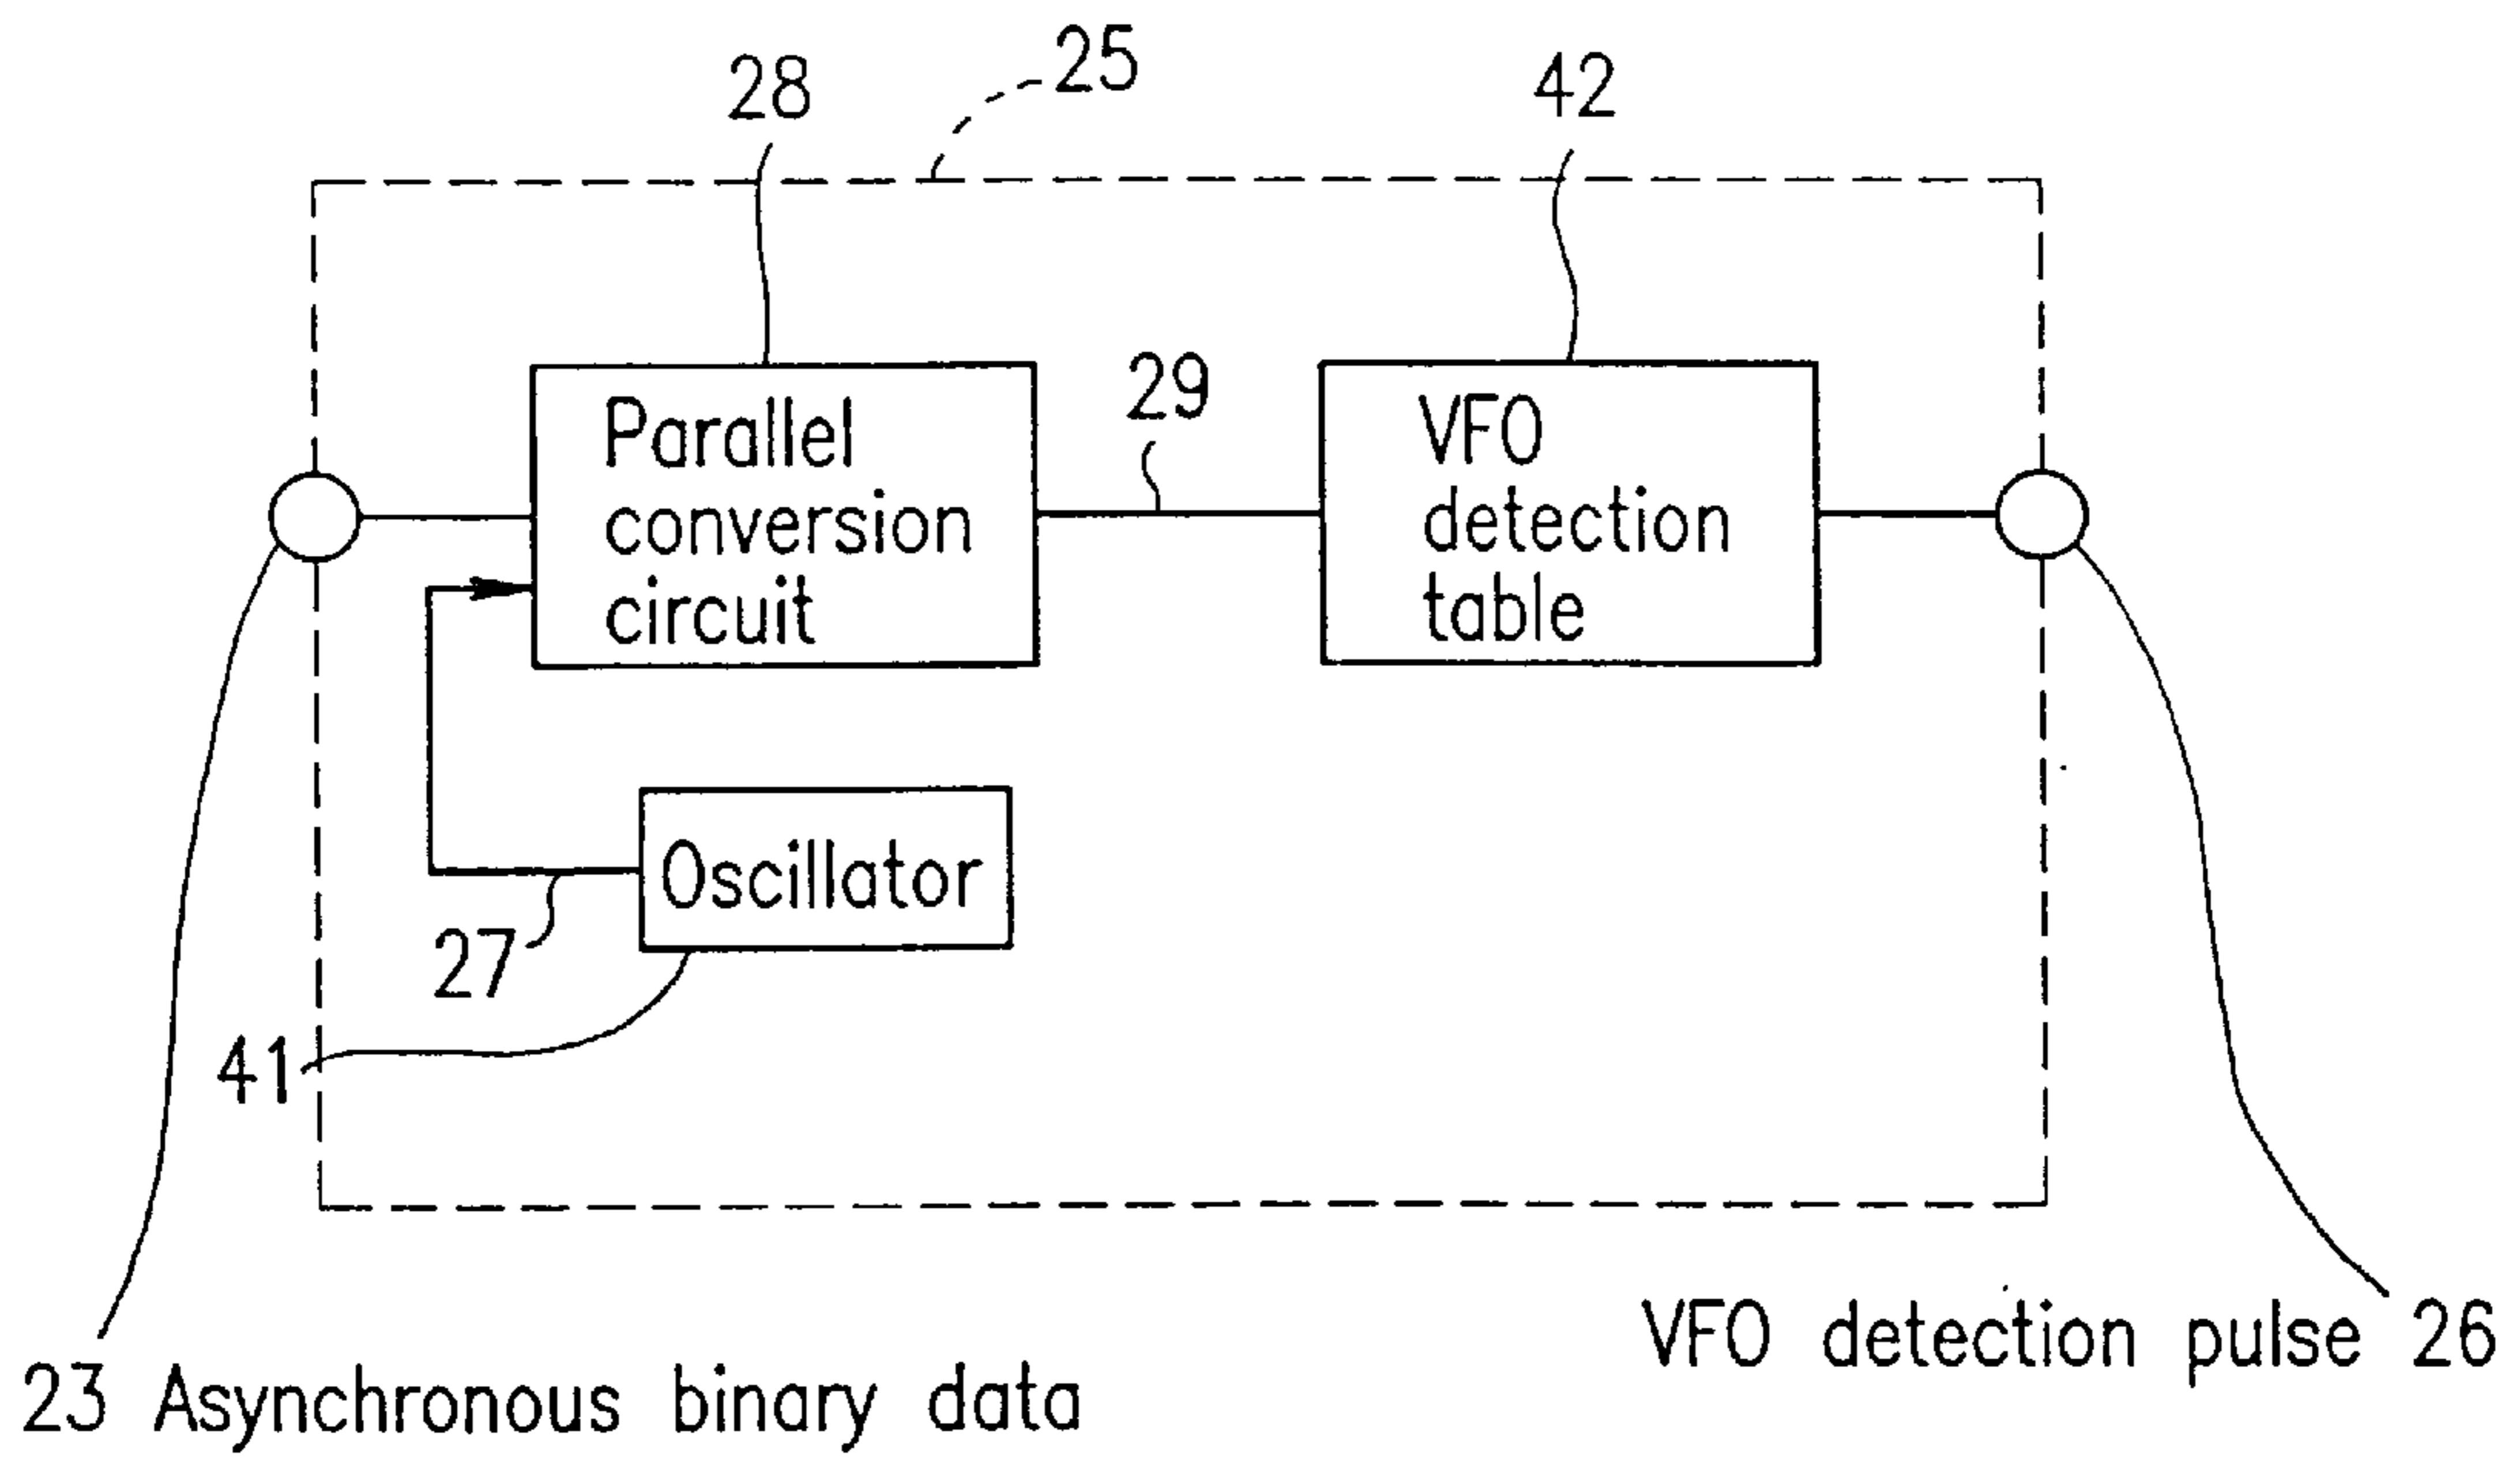 25
28
42
29
Parallel
conversion
circuit
VFO
detection
table
Oscillator
27
41
VFO detection pulse 26
23 Asynchronous binary data